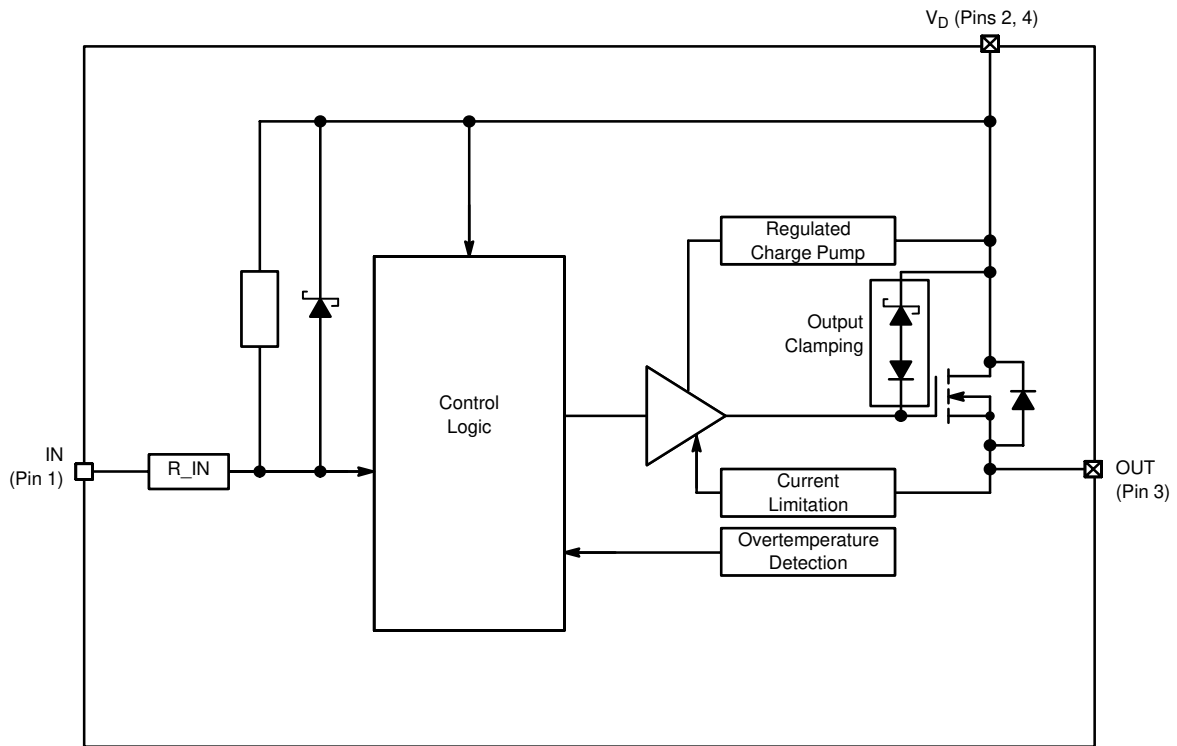 V_D (Pins 2, 4)
Regulated
Charge Pump
Output
Clamping
Control
Logic
IN
(Pin 1)
R_IN
Current
Limitation
OUT
(Pin 3)
Overtemperature
Detection